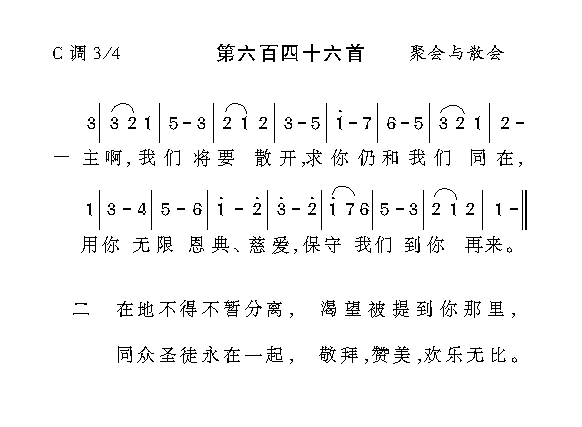 C 调 3/4 第六百四十六首 聚会与散会
3| 3 2 1 | 5 - 3 | 2 1 2 | 3 - 5 | i̇ - 7 | 6 - 5 | 3 2 1 | 2 -
一 主啊,我们 将要 散开,求你仍和我们 同在,
1 | 3 - 4 | 5 - 6 | i̇ - 2̇ | 3̇ - 2̇ | i̇ 7 6 | 5 - 3 | 2 1 2 | 1 - ||
用你 无限 恩典、慈爱,保守 我们 到你 再来。
二 在地不得不暂分离, 渴望被提到你那里,
同众圣徒永在一起, 敬拜,赞美,欢乐无比。